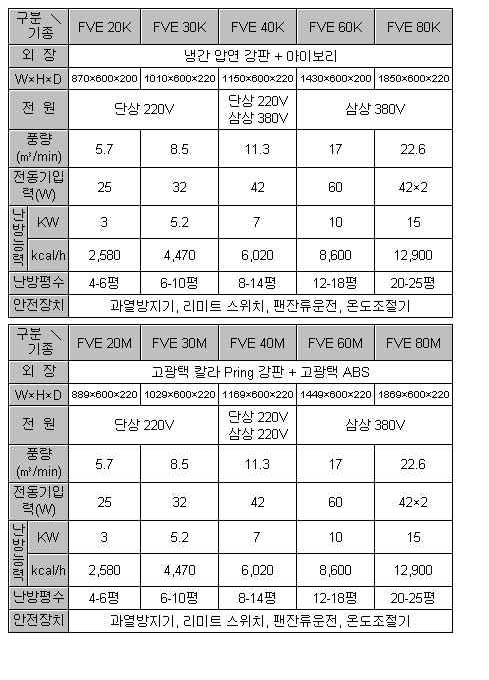 구분 ＼ 기종 FVE 20K FVE 30K FVE 40K FVE 60K FVE 80K
외 장 냉간 압연 강판 + 야이보리
W×H×D 870×600×200 1010×600×220 1150×600×220 1430×600×200 1850×600×220
전 원 단상 220V 단상 220V 삼상 380V 삼상 380V
풍량 (㎥/min) 5.7 8.5 11.3 17 22.6
전동기입력(W) 25 32 42 60 42×2
난방능력 KW 3 5.2 7 10 15
kcal/h 2,580 4,470 6,020 8,600 12,900
난방평수 4-6평 6-10평 8-14평 12-18평 20-25평
안전장치 과열방지기, 리미트 스위치, 팬잔류운전, 온도조절기
구분 ＼ 기종 FVE 20M FVE 30M FVE 40M FVE 60M FVE 80M
외 장 고광택 칼라 Pring 강판 + 고광택 ABS
W×H×D 889×600×220 1029×600×220 1169×600×220 1449×600×220 1869×600×220
전 원 단상 220V 단상 220V 삼상 220V 삼상 380V
풍량 (㎥/min) 5.7 8.5 11.3 17 22.6
전동기입력(W) 25 32 42 60 42×2
난방능력 KW 3 5.2 7 10 15
kcal/h 2,580 4,470 6,020 8,600 12,900
난방평수 4-6평 6-10평 8-14평 12-18평 20-25평
안전장치 과열방지기, 리미트 스위치, 팬잔류운전, 온도조절기